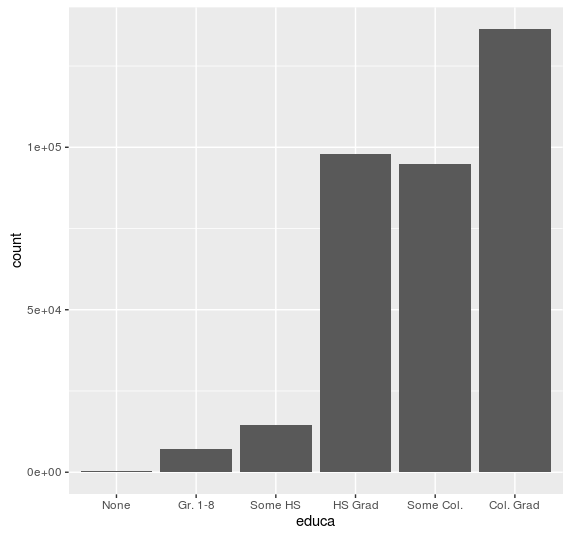 count
1e+05
5e+04
0e+00
None Gr. 1-8 Some HS HS Grad Some Col. Col. Grad
educa